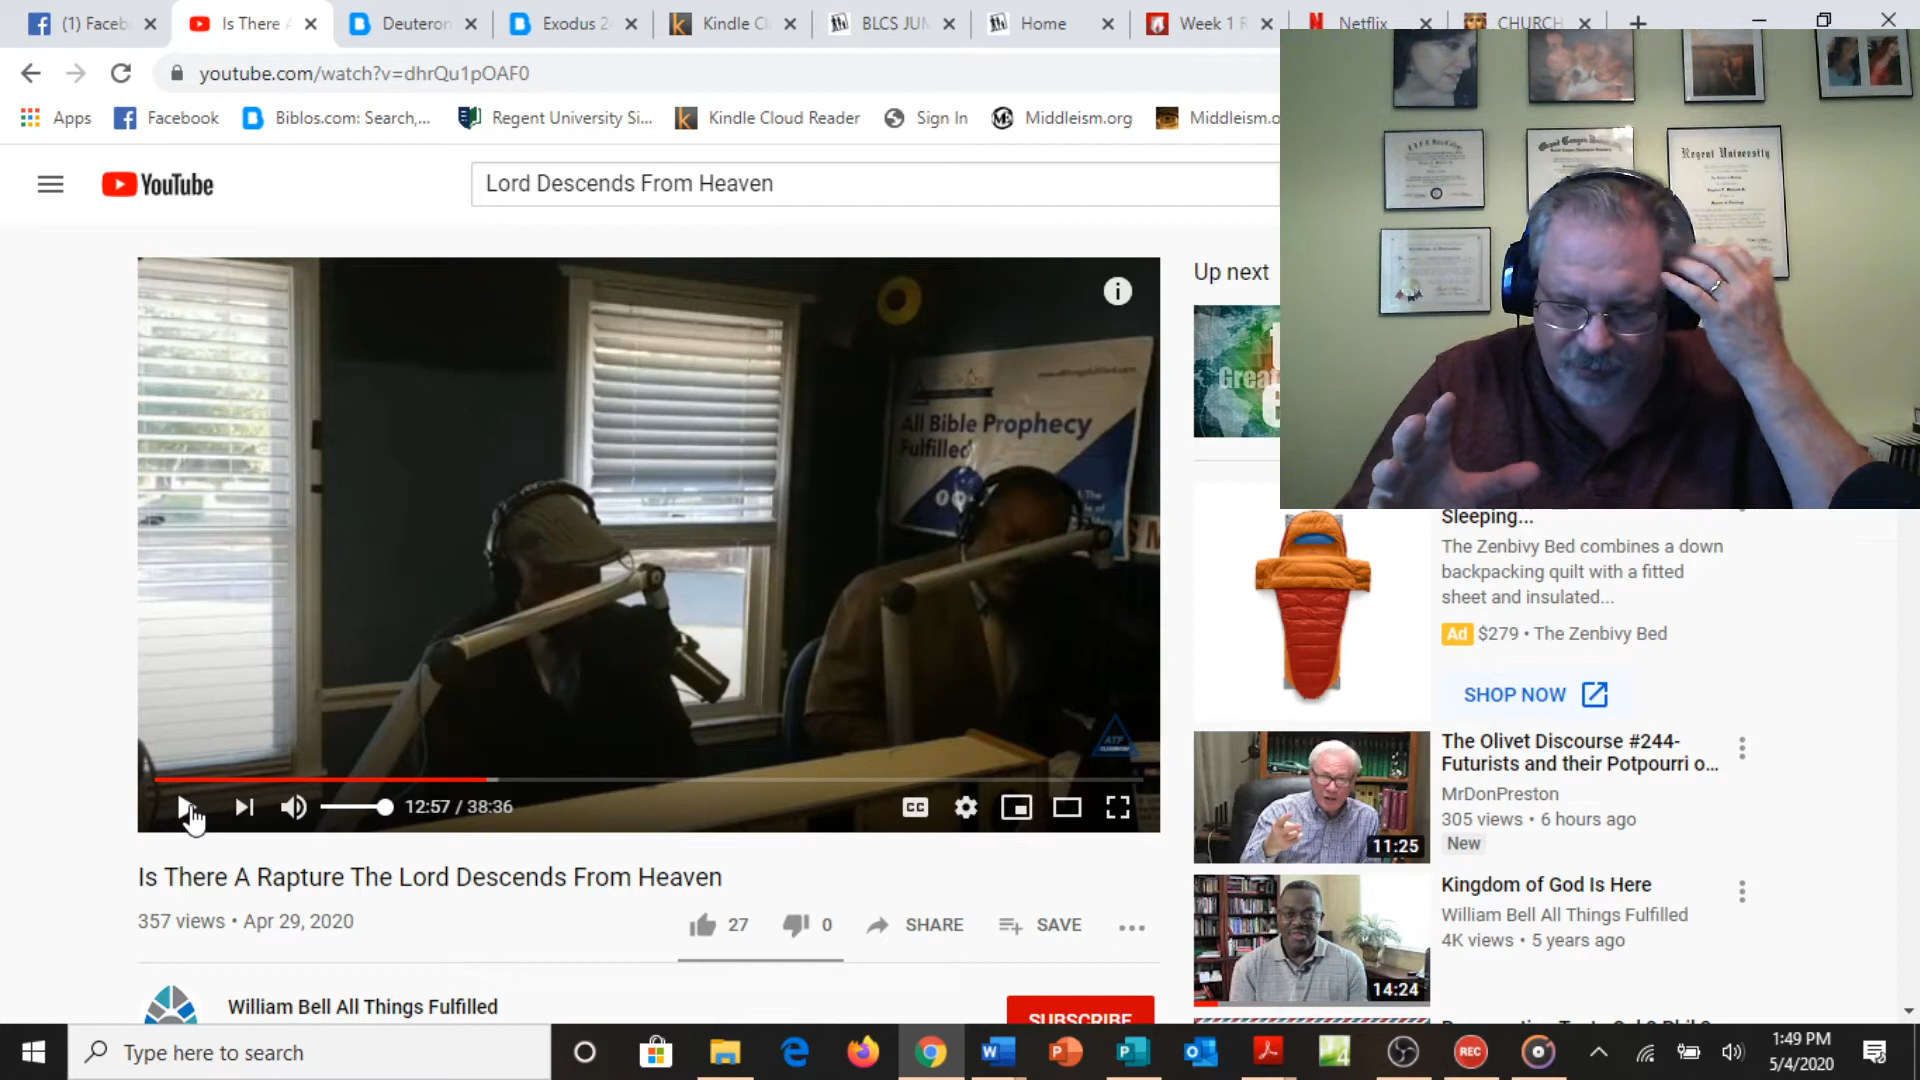 (1) Faceb
Is There
Deuteron
Exodus 2
Kindle Cl
BLCS JUN
Home
Week 1 R
Netflix
CHURCH
youtube.com/watch?v=dhrQu1pOAF0
Apps
Facebook
Biblos.com: Search,...
Regent University Si...
Kindle Cloud Reader
Sign In
Middleism.org
Middleism.o
YouTube
Lord Descends From Heaven
Regent University
All Bible Prophecy
Fulfilled
12:57 / 38:36
CC
Is There A Rapture The Lord Descends From Heaven
357 views • Apr 29, 2020
27
0
SHARE
SAVE
William Bell All Things Fulfilled
SUBSCRIBE
Up next
Great
Sleeping...
The Zenbivy Bed combines a down
backpacking quilt with a fitted
sheet and insulated...
Ad $279 • The Zenbivy Bed
SHOP NOW
11:25
The Olivet Discourse #244-
Futurists and their Potpourri o...
MrDonPreston
305 views • 6 hours ago
New
14:24
Kingdom of God Is Here
William Bell All Things Fulfilled
4K views • 5 years ago
Type here to search
REC
1:49 PM
5/4/2020